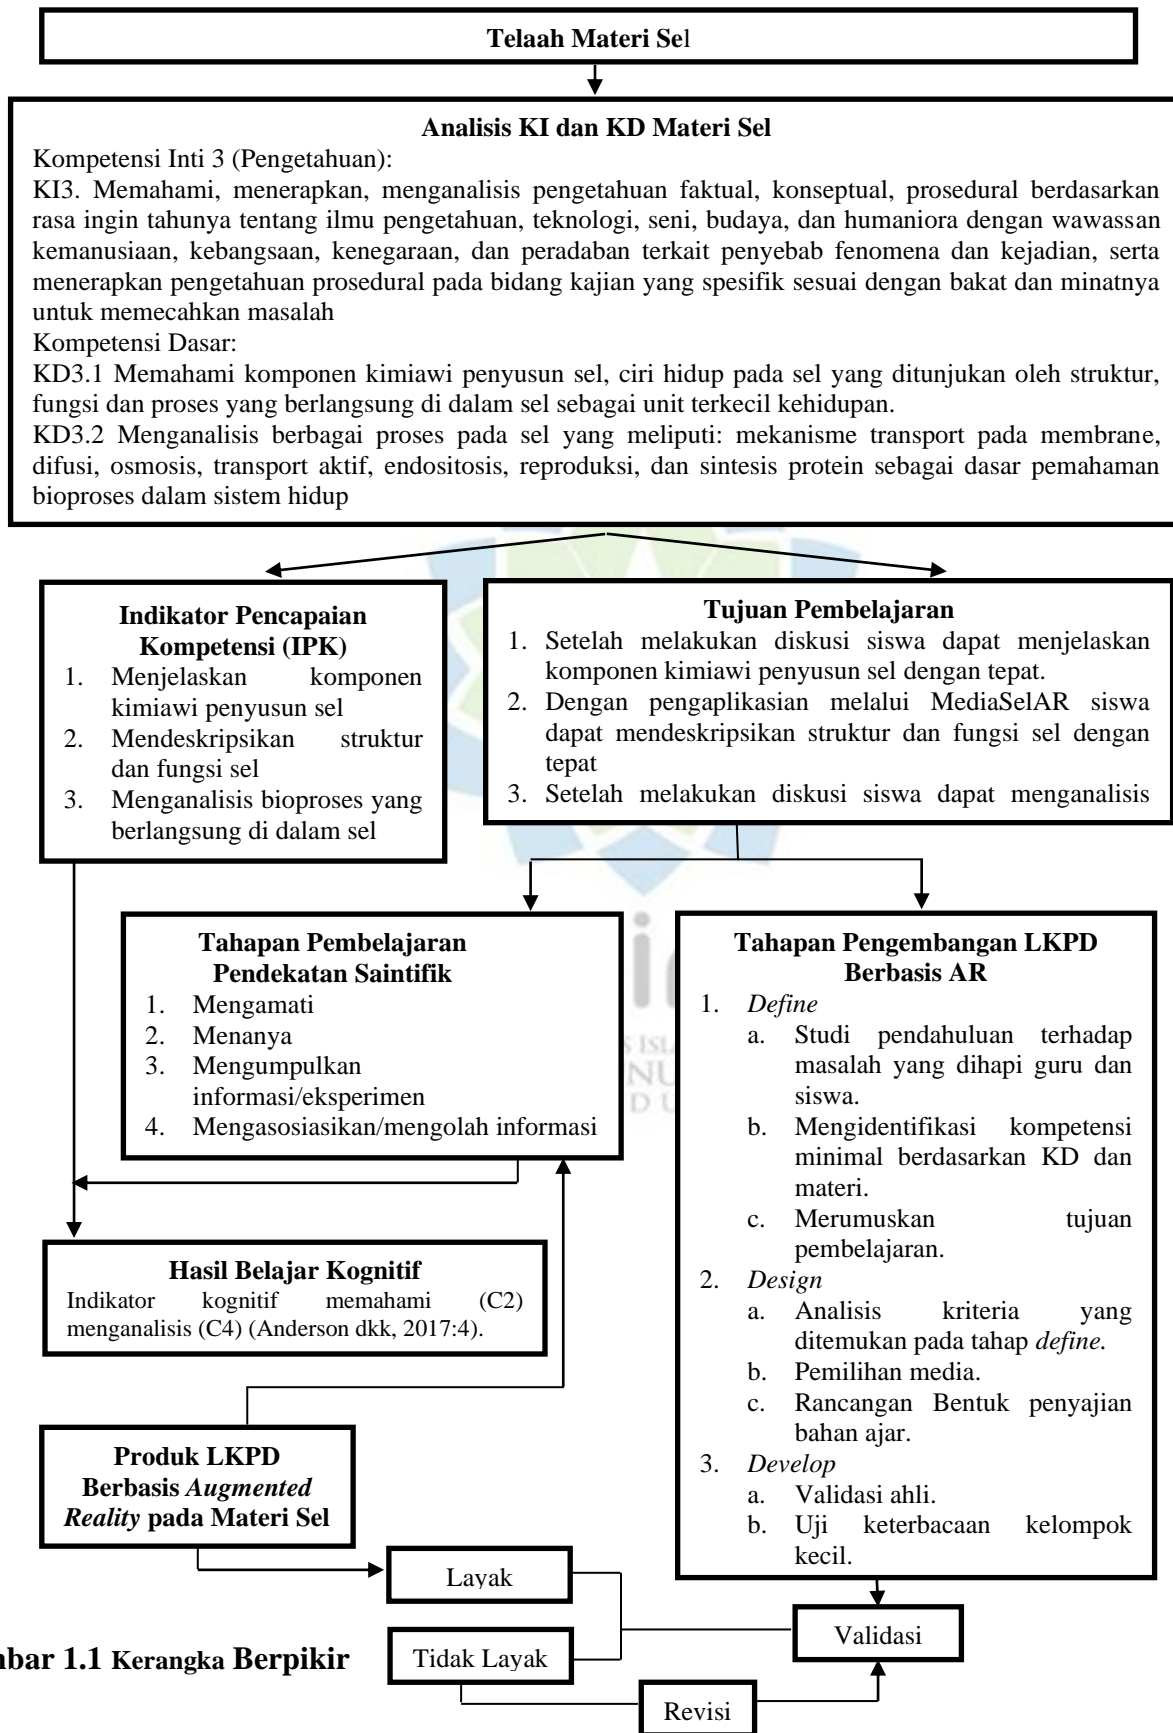 Telaah Materi Sel
Analisis KI dan KD Materi Sel
Kompetensi Inti 3 (Pengetahuan):
KI3. Memahami, menerapkan, menganalisis pengetahuan faktual, konseptual, prosedural berdasarkan
rasa ingin tahunya tentang ilmu pengetahuan, teknologi, seni, budaya, dan humaniora dengan wawassan
kemanusiaan, kebangsaan, kenegaraan, dan peradaban terkait penyebab fenomena dan kejadian, serta
menerapkan pengetahuan prosedural pada bidang kajian yang spesifik sesuai dengan bakat dan minatnya
untuk memecahkan masalah
Kompetensi Dasar:
KD3.1 Memahami komponen kimiawi penyusun sel, ciri hidup pada sel yang ditunjukan oleh struktur,
fungsi dan proses yang berlangsung di dalam sel sebagai unit terkecil kehidupan.
KD3.2 Menganalisis berbagai proses pada sel yang meliputi: mekanisme transport pada membrane,
difusi, osmosis, transport aktif, endositosis, reproduksi, dan sintesis protein sebagai dasar pemahaman
bioproses dalam sistem hidup
Indikator Pencapaian
Kompetensi (IPK)
1. Menjelaskan komponen
kimiawi penyusun sel
2. Mendeskripsikan struktur
dan fungsi sel
3. Menganalisis bioproses yang
berlangsung di dalam sel
Tujuan Pembelajaran
1. Setelah melakukan diskusi siswa dapat menjelaskan
komponen kimiawi penyusun sel dengan tepat.
2. Dengan pengaplikasian melalui MediaSelAR siswa
dapat mendeskripsikan struktur dan fungsi sel dengan
tepat
3. Setelah melakukan diskusi siswa dapat menganalisis
Tahapan Pembelajaran
Pendekatan Saintifik
1. Mengamati
2. Menanya
3. Mengumpulkan
informasi/eksperimen
4. Mengasosiasikan/mengolah informasi
Tahapan Pengembangan LKPD
Berbasis AR
1. Define
a. Studi pendahuluan terhadap
masalah yang dihapi guru dan
siswa.
b. Mengidentifikasi kompetensi
minimal berdasarkan KD dan
materi.
c. Merumuskan tujuan
pembelajaran.
2. Design
a. Analisis kriteria yang
ditemukan pada tahap define.
b. Pemilihan media.
c. Rancangan Bentuk penyajian
bahan ajar.
3. Develop
a. Validasi ahli.
b. Uji keterbacaan kelompok
kecil.
Hasil Belajar Kognitif
Indikator kognitif memahami (C2)
menganalisis (C4) (Anderson dkk, 2017:4).
Produk LKPD
Berbasis Augmented
Reality pada Materi Sel
Layak
Validasi
Tidak Layak
Revisi
1.1 Kerangka Berpikir